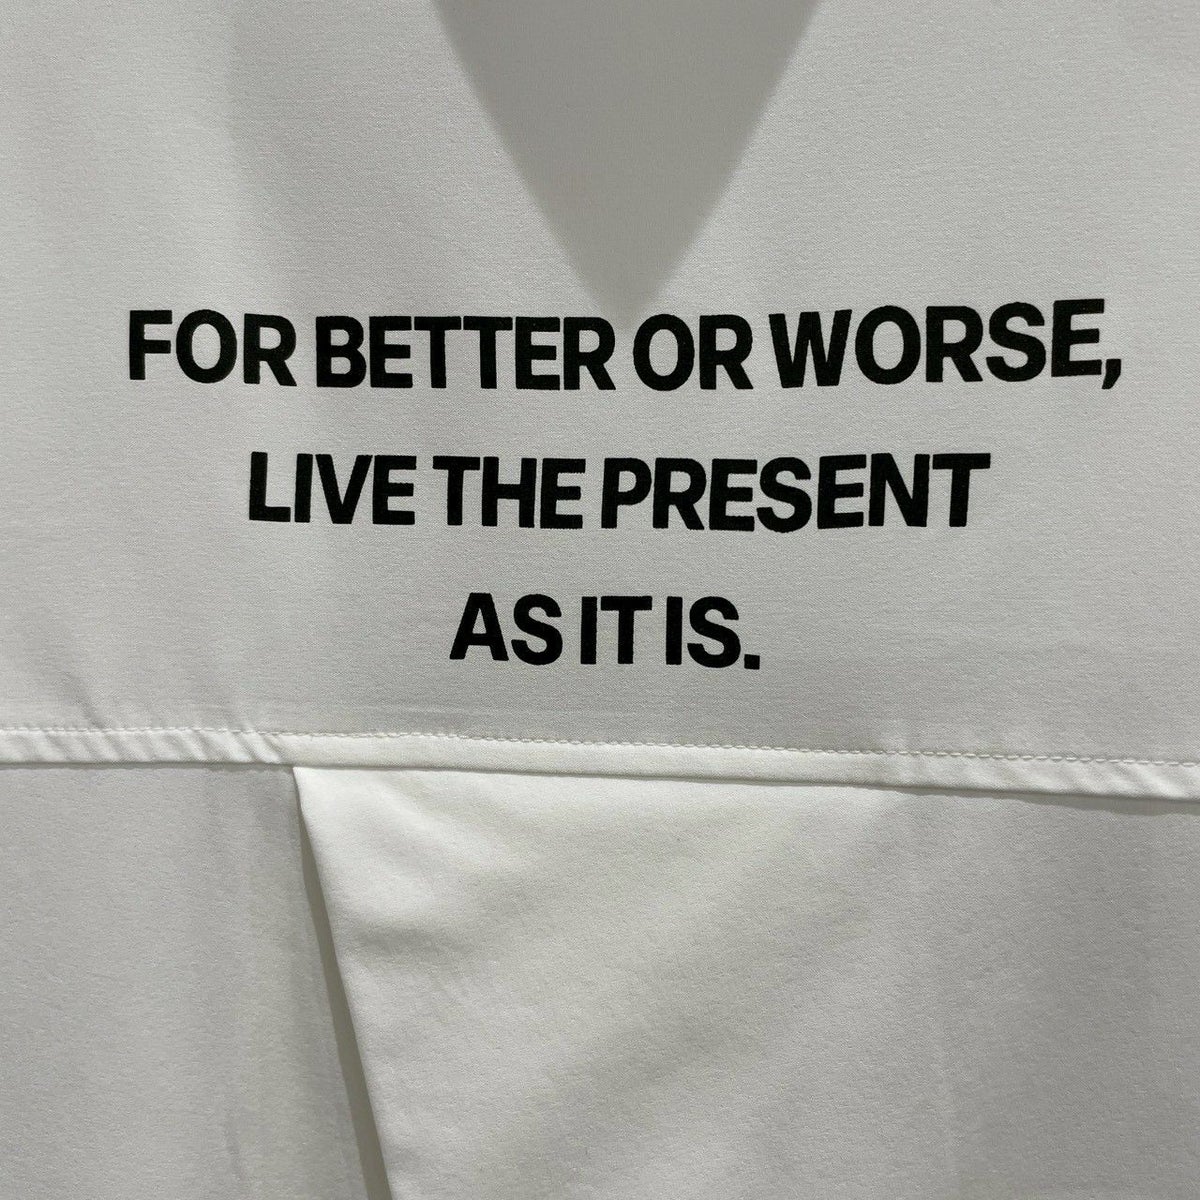 FOR BETTER OR WORSE,
LIVE THE PRESENT
AS IT IS.